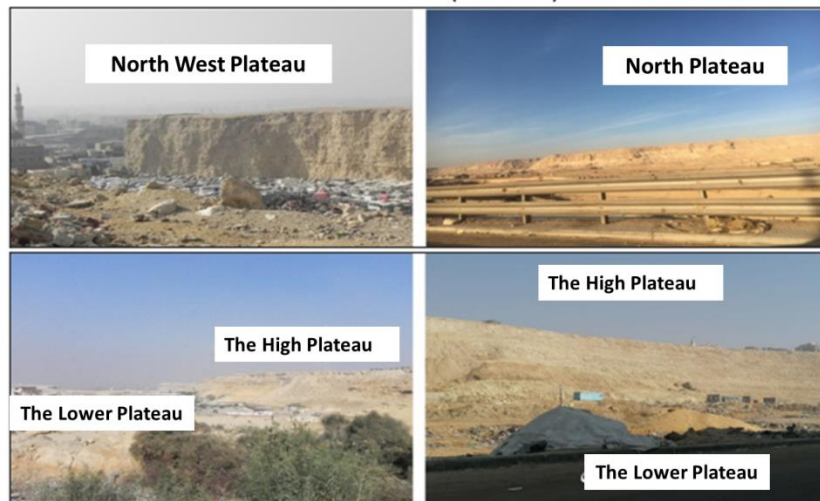 North West Plateau
North Plateau
The High Plateau
The Lower Plateau
The High Plateau
The Lower Plateau